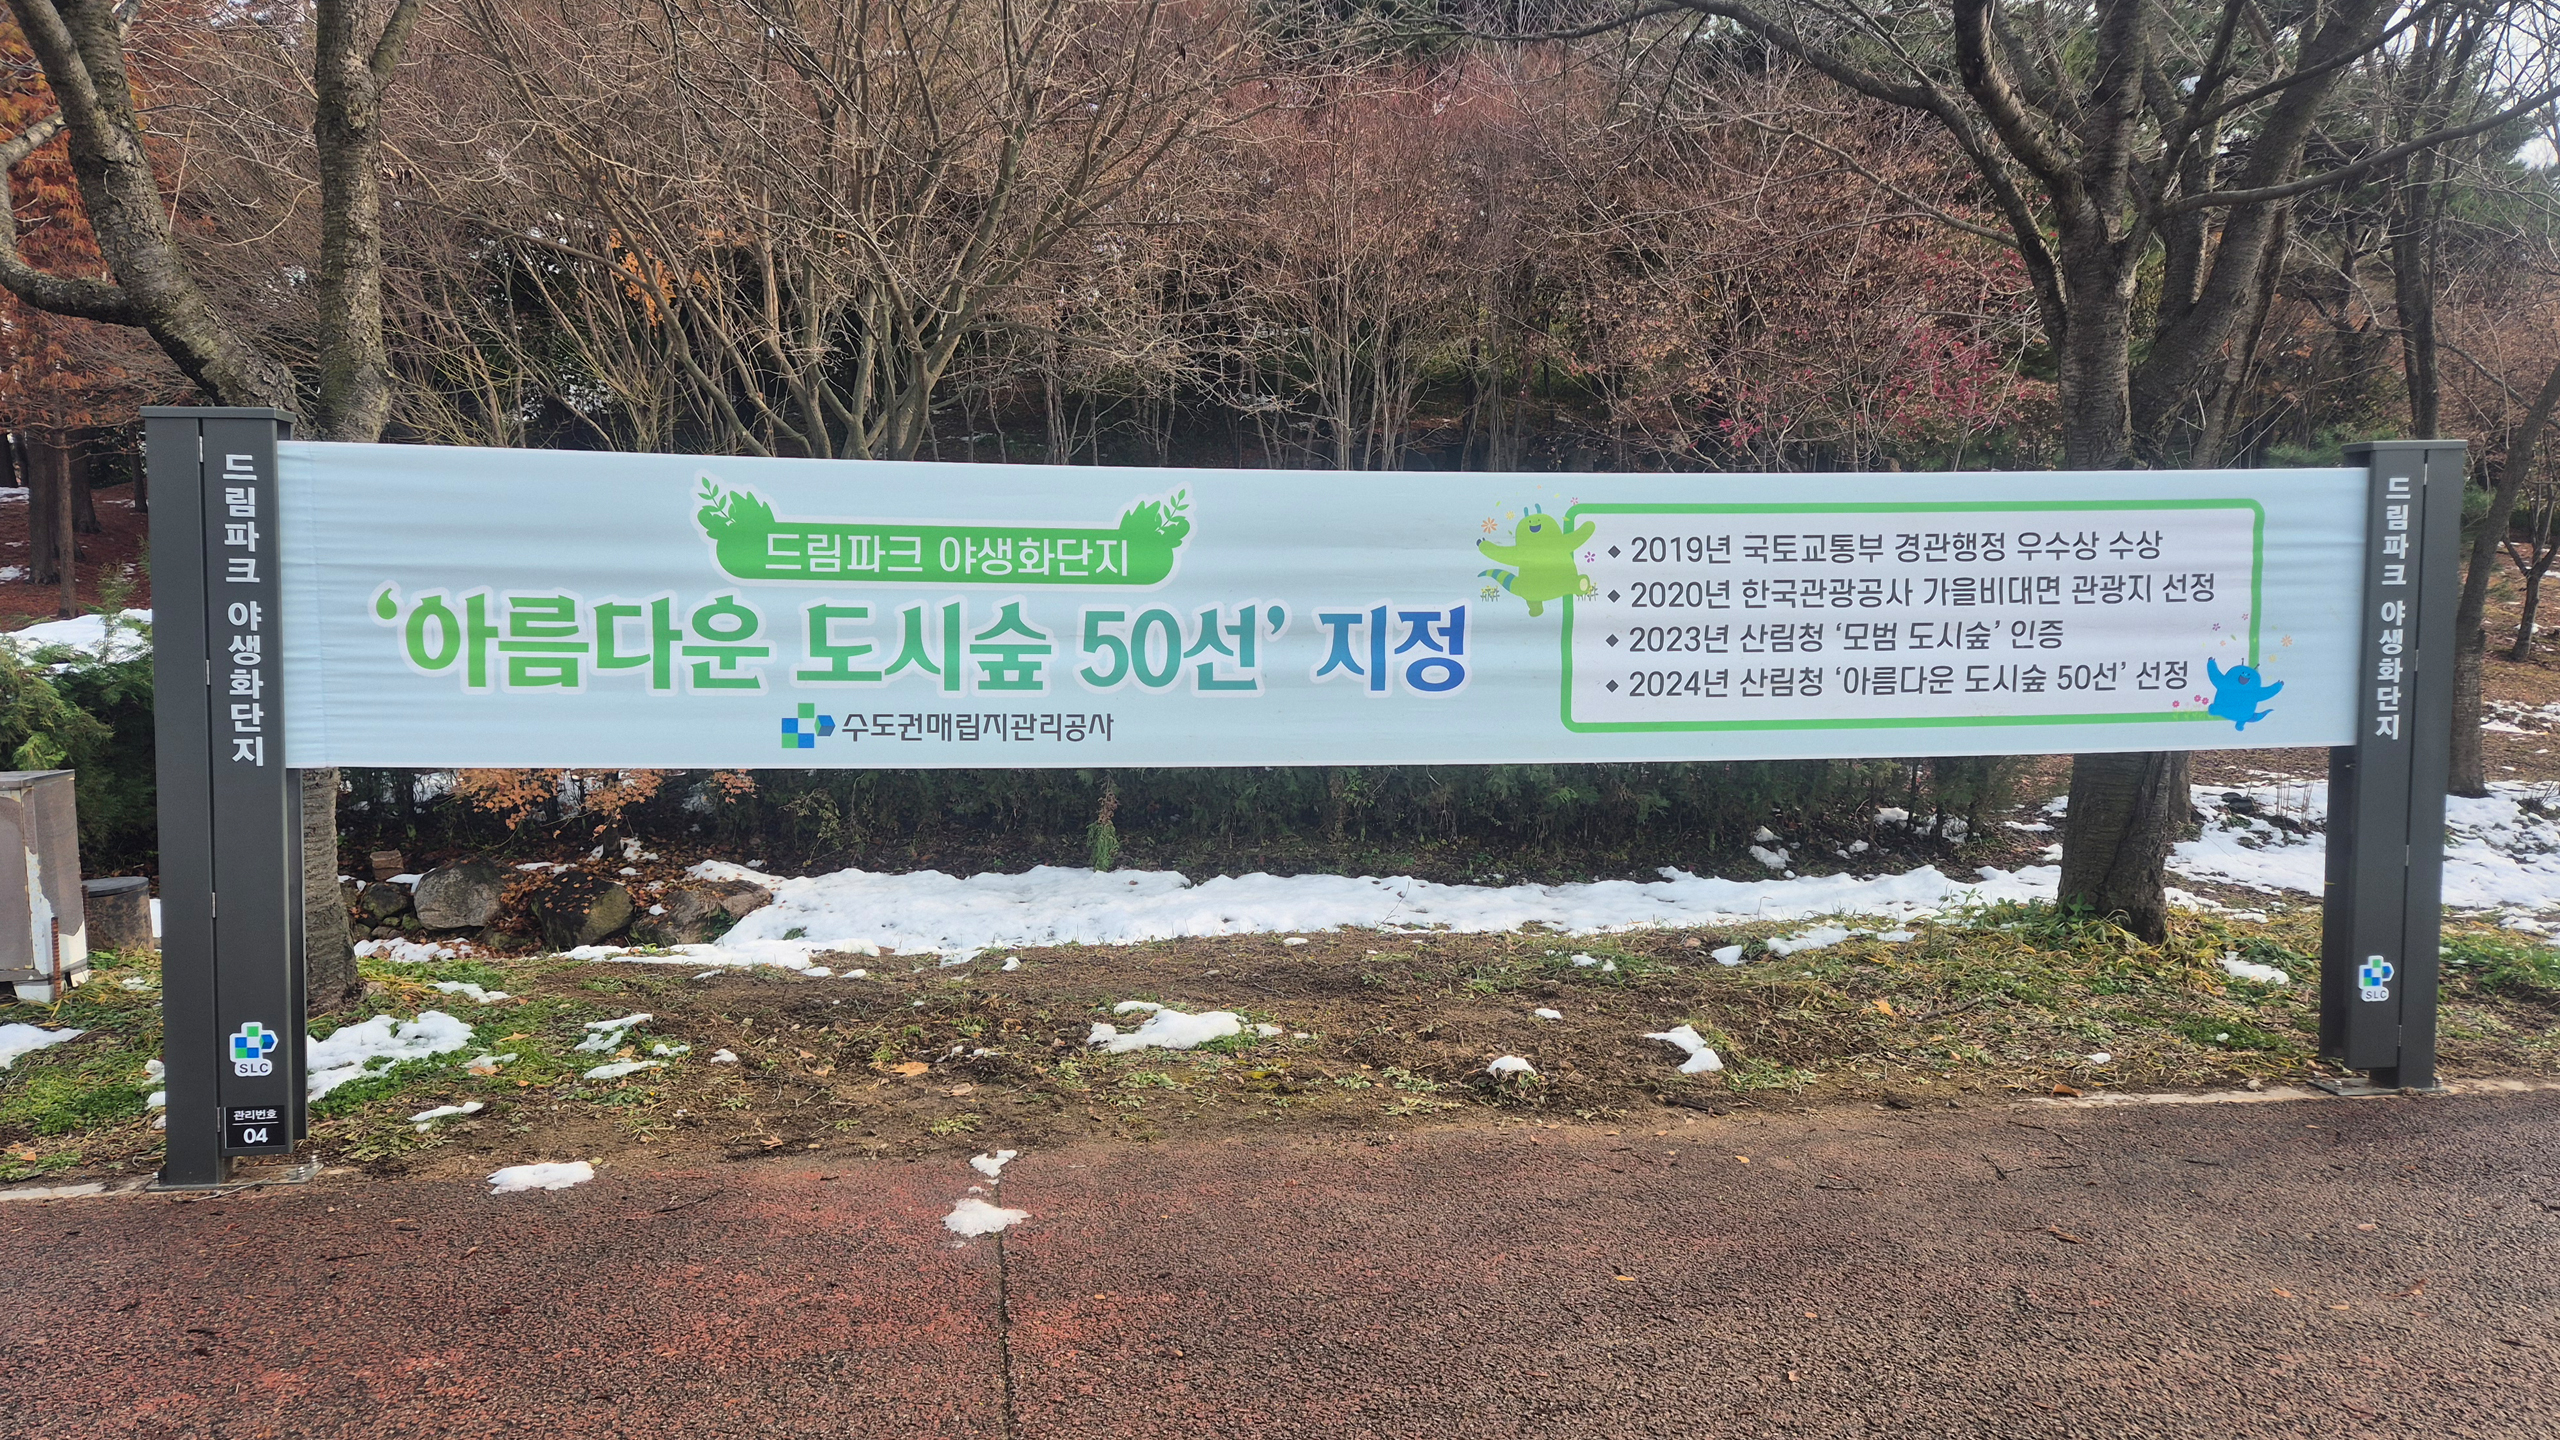 드림파크 야생화단지
드림파크 야생화단지
‘아름다운 도시숲 50선’ 지정
수도권매립지관리공사
◆ 2019년 국토교통부 경관행정 우수상 수상
◆ 2020년 한국관광공사 가을비대면 관광지 선정
◆ 2023년 산림청 ‘모범 도시숲’ 인증
◆ 2024년 산림청 ‘아름다운 도시숲 50선’ 선정
드림파크 야생화단지
SLC
SLC
관리번호
04